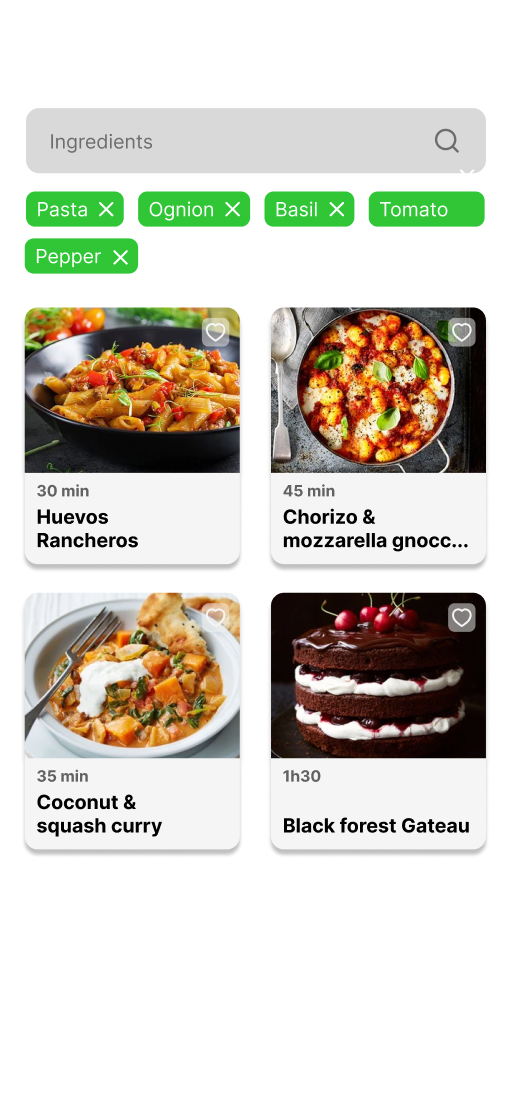 Ingredients
Pasta
Ognion
Basil
Tomato
Pepper
30 min
Huevos
Rancheros
45 min
Chorizo &
mozzarella gnocc...
35 min
Coconut &
squash curry
1h30
Black forest Gateau